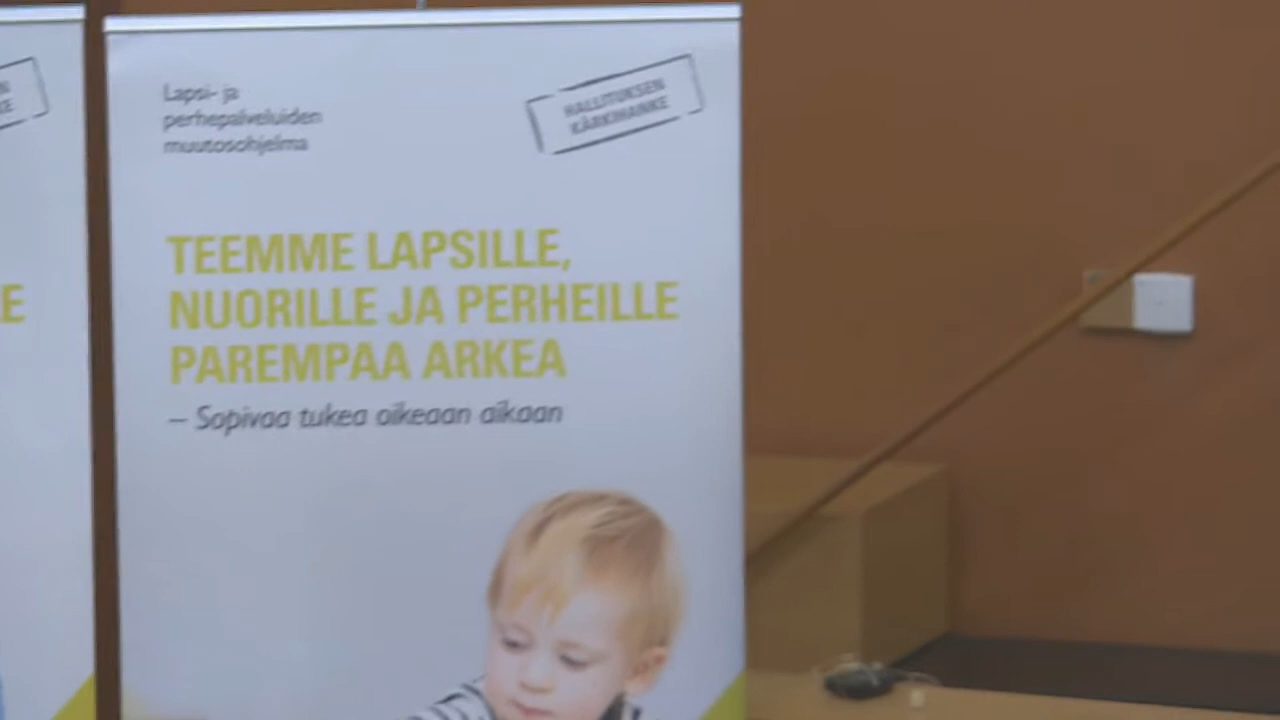 Lapsi- ja
perhepalveluiden
muutosohjelma
HALLITUKSEN
KÄRKIHANKE
TEEMME LAPSILLE,
NUORILLE JA PERHEILLE
PAREMPAA ARKEA
– Sopivaa tukea oikeaan aikaan